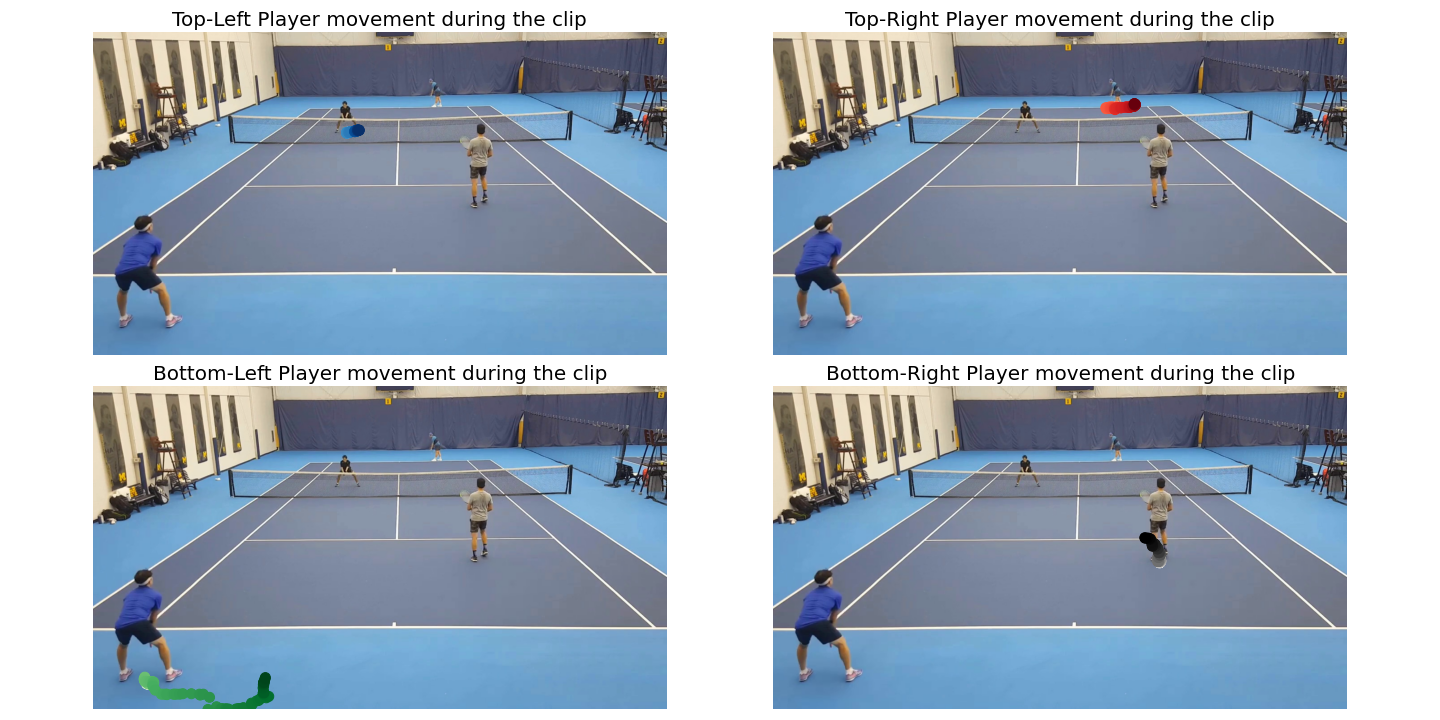 Top-Left Player movement during the clip
Top-Right Player movement during the clip
Bottom-Left Player movement during the clip
Bottom-Right Player movement during the clip